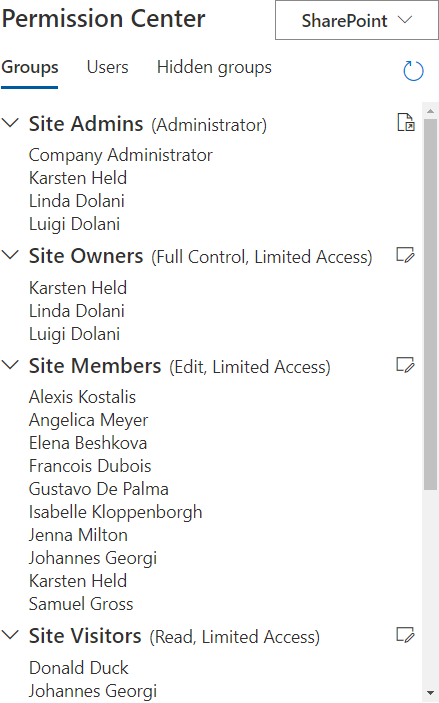 Permission Center
SharePoint
Groups Users Hidden groups
Site Admins (Administrator)
Company Administrator
Karsten Held
Linda Dolani
Luigi Dolani
Site Owners (Full Control, Limited Access)
Karsten Held
Linda Dolani
Luigi Dolani
Site Members (Edit, Limited Access)
Alexis Kostalis
Angelica Meyer
Elena Beshkova
Francois Dubois
Gustavo De Palma
Isabelle Kloppenborgh
Jenna Milton
Johannes Georgi
Karsten Held
Samuel Gross
Site Visitors (Read, Limited Access)
Donald Duck
Johannes Georgi